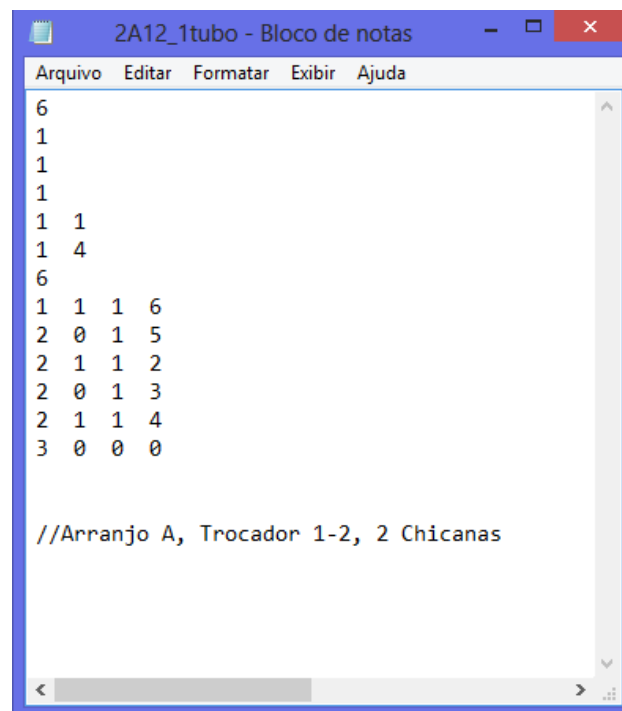 2A12_1tubo - Bloco de notas
Arquivo Editar Formatar Exibir Ajuda
6
1
1
1
1 1
1 4
6
1 1 1 6
2 0 1 5
2 1 1 2
2 0 1 3
2 1 1 4
3 0 0 0
//Arranjo A, Trocador 1-2, 2 Chicanas